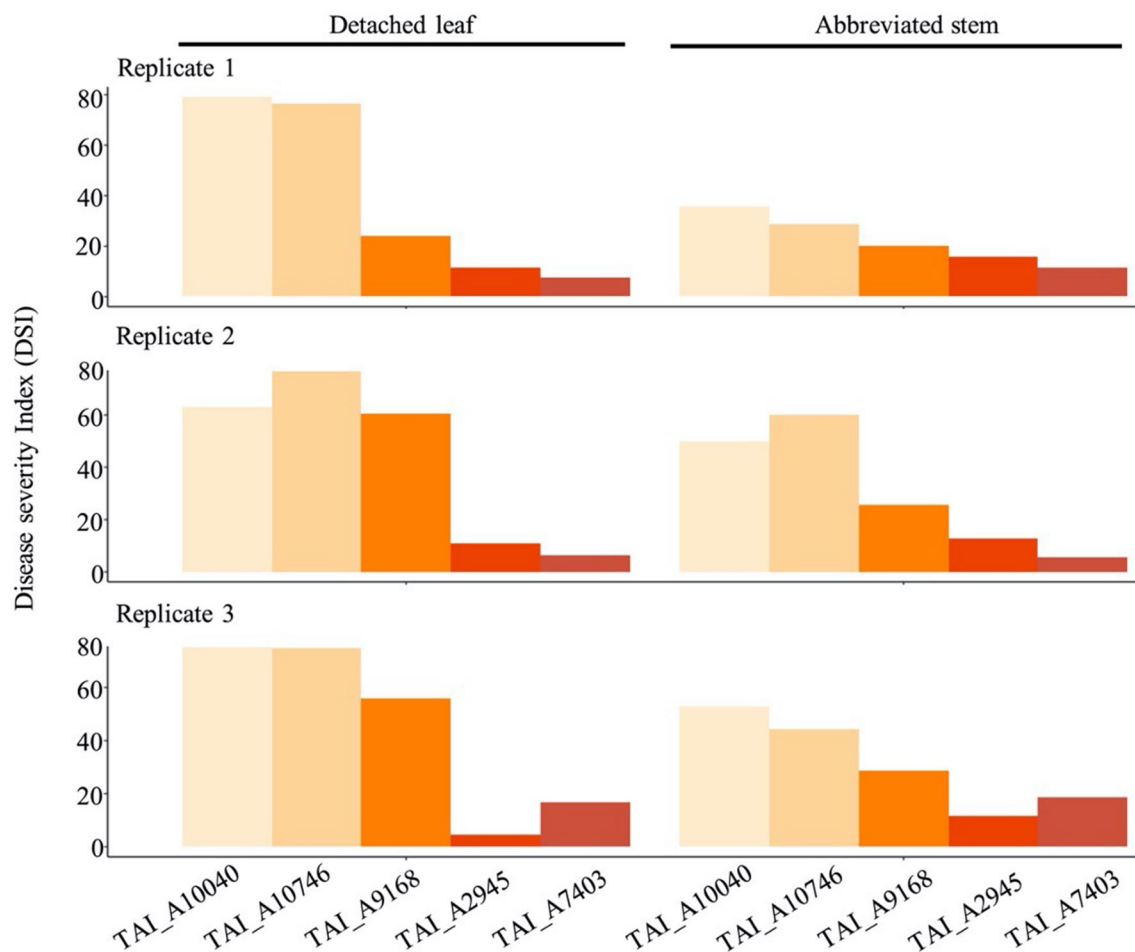 Detached leaf
Abbreviated stem
Replicate 1
80
60
40
20
0
Replicate 2
80
60
40
20
0
Replicate 3
80
60
40
20
0
Disease severity Index (DSI)
TAI_A10040
TAI_A10746
TAI_A9168
TAI_A2945
TAI_A7403
TAI_A10040
TAI_A10746
TAI_A9168
TAI_A2945
TAI_A7403